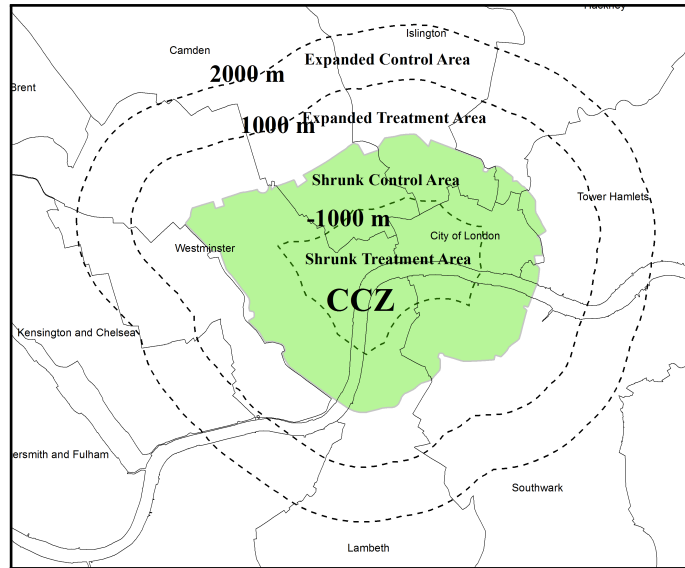 Hackney
Islington
Camden
Expanded Control Area
2000 m
Brent
Expanded Treatment Area
1000 m
Shrunk Control Area
Tower Hamlets
-1000 m
City of London
Westminster
Shrunk Treatment Area
CCZ
Kensington and Chelsea
ersmith and Fulham
Southwark
Lambeth